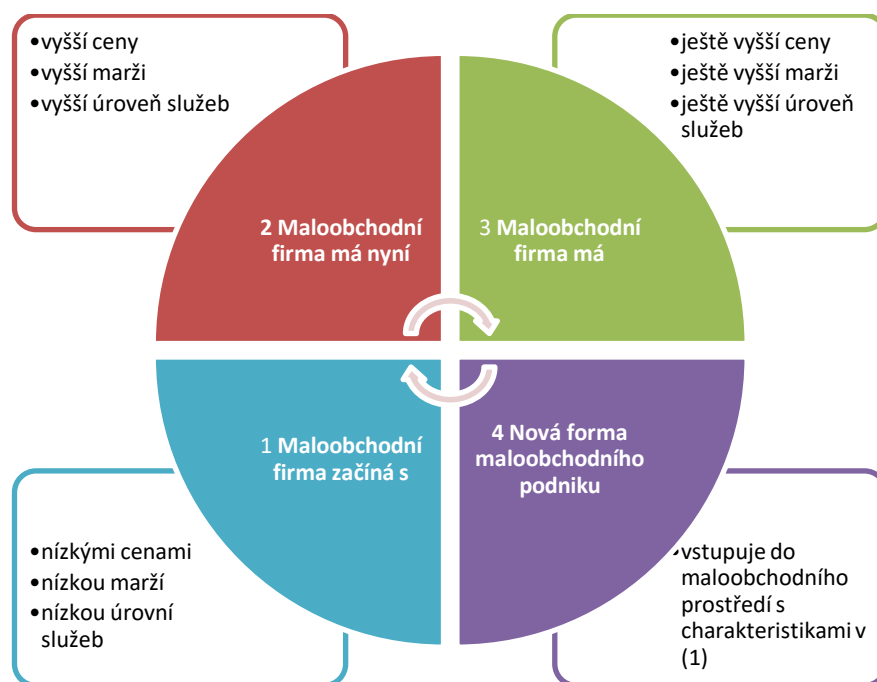 •vyšší ceny
•vyšší marži
•vyšší úroveň služeb
•ještě vyšší ceny
•ještě vyšší marži
•ještě vyšší úroveň
služeb
2 Maloobchodní
firma má nyní
3 Maloobchodní
firma má
1 Maloobchodní
firma začíná s
4 Nová forma
maloobchodního
podniku
•nízkými cenami
•nízkou marží
•nízkou úrovní
služeb
•vstupuje do
maloobchodního
prostředí s
charakteristikami v
(1)